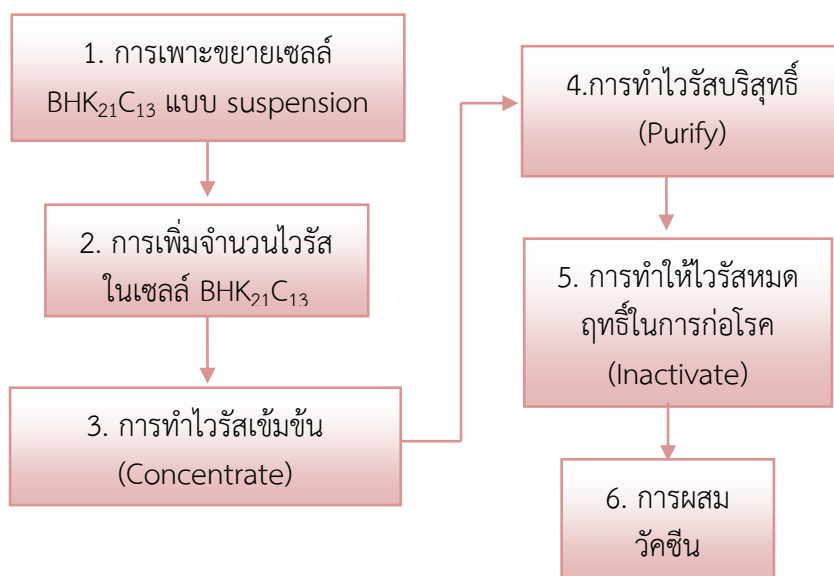 1. การเพาะขยายเซลล์
BHK₂₁C₁₃ แบบ suspension
2. การเพิ่มจำนวนไวรัส
ในเซลล์ BHK₂₁C₁₃
3. การทำไวรัสเข้มข้น
(Concentrate)
4.การทำไวรัสบริสุทธิ์
(Purify)
5. การทำให้ไวรัสหมด
ฤทธิ์ในการก่อโรค
(Inactivate)
6. การผสม
วัคซีน